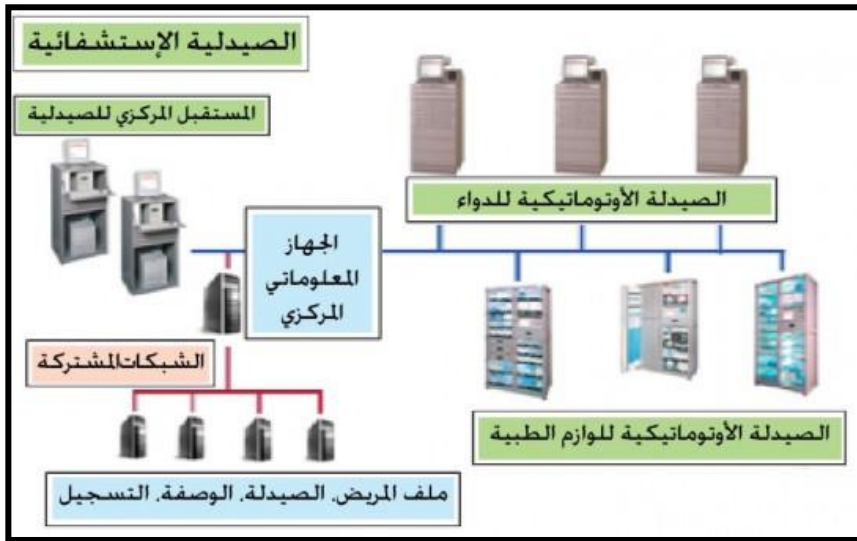 الصيدلية الإستشفائية
المستقبل المركزي للصيدلية
الصيدلة الأوتوماتيكية للدواء
الجهاز
المعلوماتي
المركزي
الشبكات المشتركة
الصيدلة الأوتوماتيكية للوازم الطبية
ملف المريض، الصيدلة، الوصفة، التسجيل